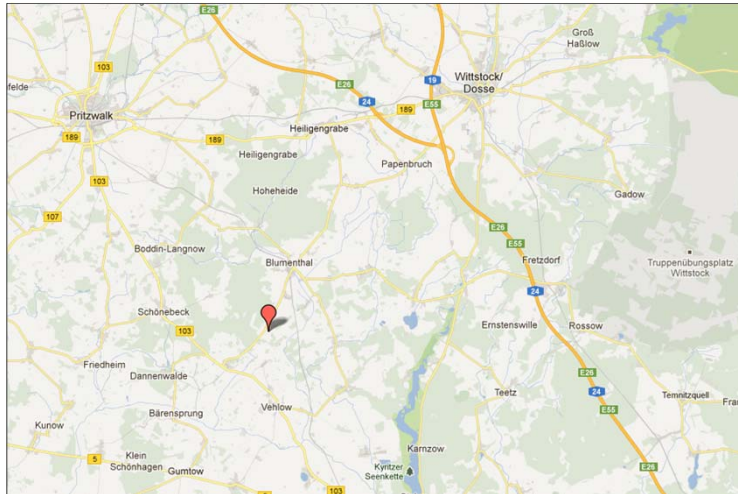 E26
Groß
Haßlow
103
19
Wittstock/
Dosse
E26
24
E55
189
Pritzwalk
Heiligengrabe
189
189
Heiligengrabe
Papenbruch
103
Hoheheide
Gadow
107
E26
E55
Boddin-Langnow
Blumenthal
Fretzdorf
Truppenübungsplatz
Wittstock
24
Schönebeck
103
Ernstenswille
Rossow
Friedheim
Dannenwalde
E26
24
Teetz
Temnitzquell
Vehlow
E55
Bärensprung
Kunow
Karnzow
5
Klein
Schönhagen
Gumtow
Kyritzer
Seenkette
E26
103